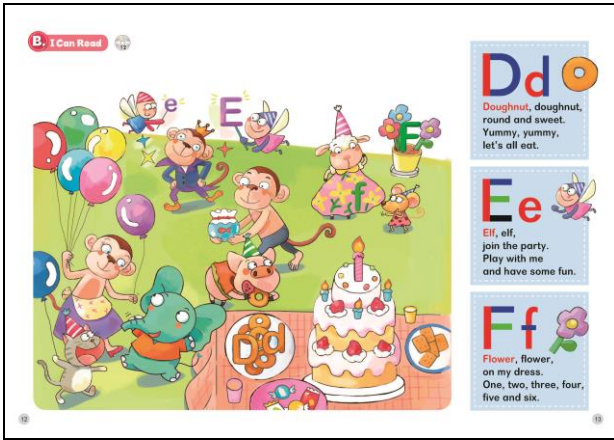 B. I Can Read
12
e
E
F
f
Dd
Dd
Doughnut, doughnut,
round and sweet.
Yummy, yummy,
let's all eat.
Ee
Elf, elf,
join the party.
Play with me
and have some fun.
Ff
Flower, flower,
on my dress.
One, two, three, four,
five and six.
12
13